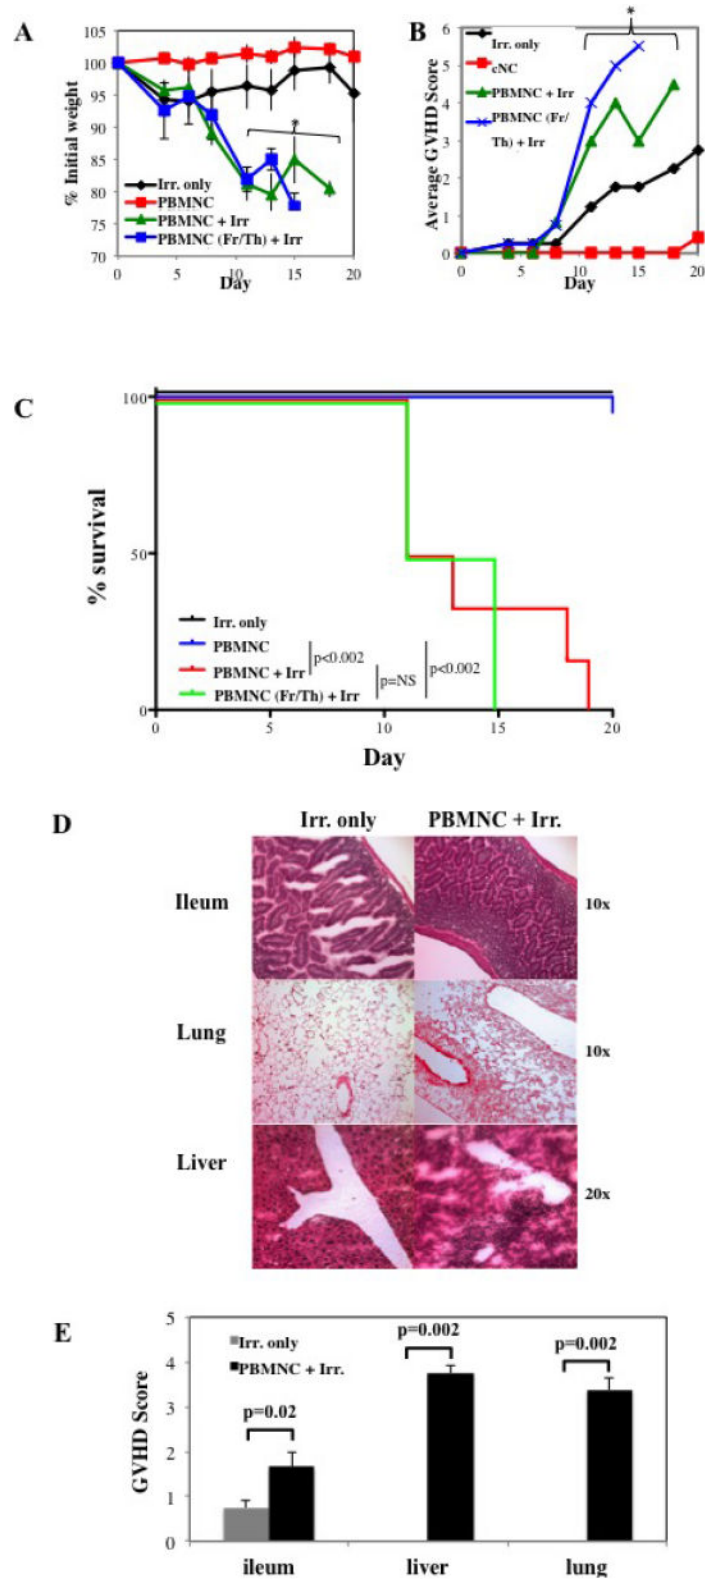 A
105
100
95
90
85
80
75
70
% Initial weight
*
Irr. only
PBMNC
PBMNC + Irr
PBMNC (Fr/Th) + Irr
0
5
10
15
20
Day
B
6
5
4
3
2
1
0
Average GVHD Score
*
Irr. only
cNC
PBMNC + Irr
PBMNC (Fr/
Th) + Irr
0
5
10
15
20
Day
C
100
50
0
% survival
Irr. only
PBMNC
PBMNC + Irr
PBMNC (Fr/Th) + Irr
p<0.002
p=NS
p<0.002
0
5
10
15
20
Day
D
Irr. only
PBMNC + Irr.
Ileum
10x
Lung
10x
Liver
20x
E
5
4
3
2
1
0
GVHD Score
Irr. only
PBMNC + Irr.
p=0.02
p=0.002
p=0.002
ileum
liver
lung